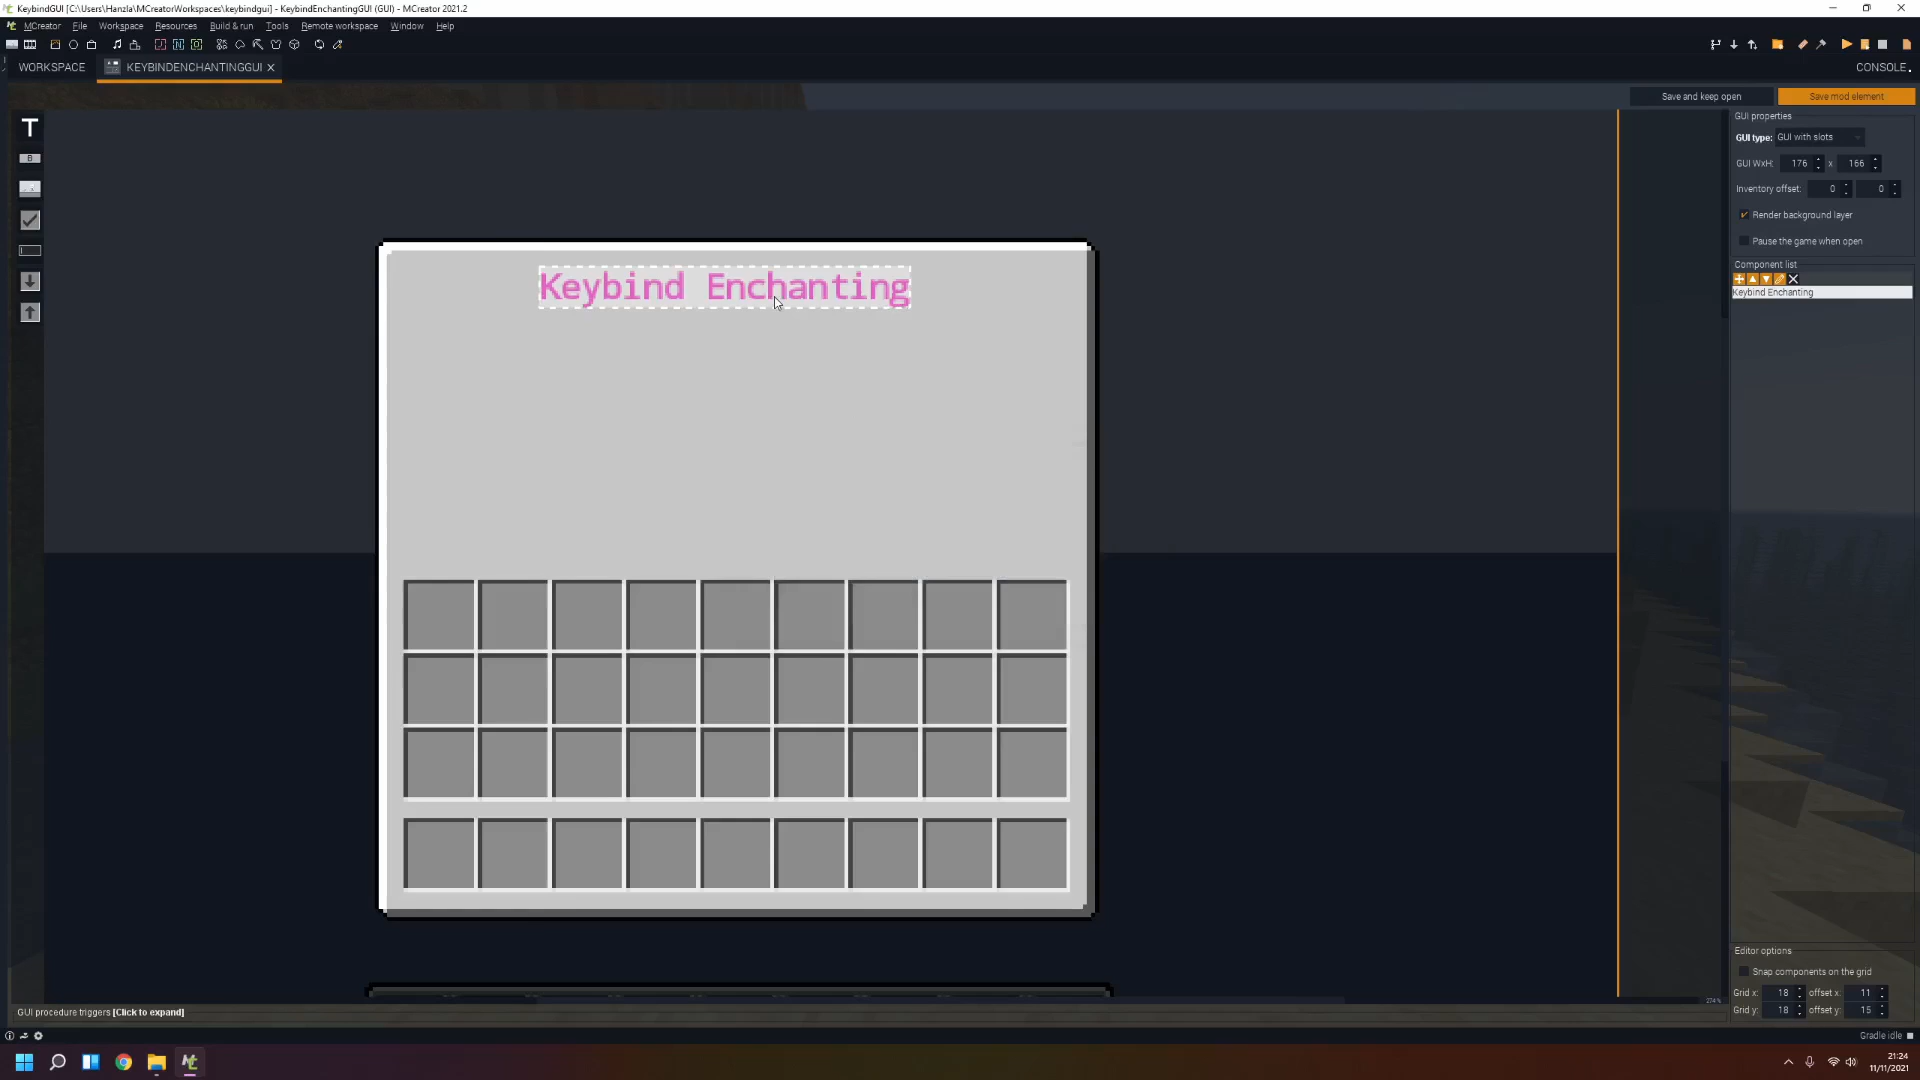 KeybindGUI [C:\Users\Hanzla\MCreatorWorkspaces\keybindgui] - KeybindEnchantingGUI (GUI) - MCreator 2021.2
MCreator File Workspace Resources Build & run Tools Remote workspace Window Help
WORKSPACE KEYBINDENCHANTINGGUI CONSOLE
Save and keep open Save mod element
GUI properties
T
GUI type: GUI with slots
B
GUI WxH: 176 x 166
Inventory offset: 0 0
Render background layer
Pause the game when open
Component list
Keybind Enchanting
Keybind Enchanting
Editor options
Snap components on the grid
Grid x: 18 offset x: 11
274 %
Grid y: 18 offset y: 15
GUI procedure triggers [Click to expand]
Gradle idle
21:24
11/11/2021